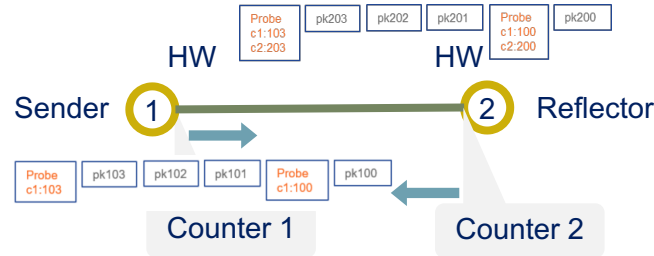 Probe
c1:103
c2:203
pk203
pk202
pk201
Probe
c1:100
c2:200
pk200
HW
HW
Sender
1
2
Reflector
Probe
c1:103
pk103
pk102
pk101
Probe
c1:100
pk100
Counter 1
Counter 2